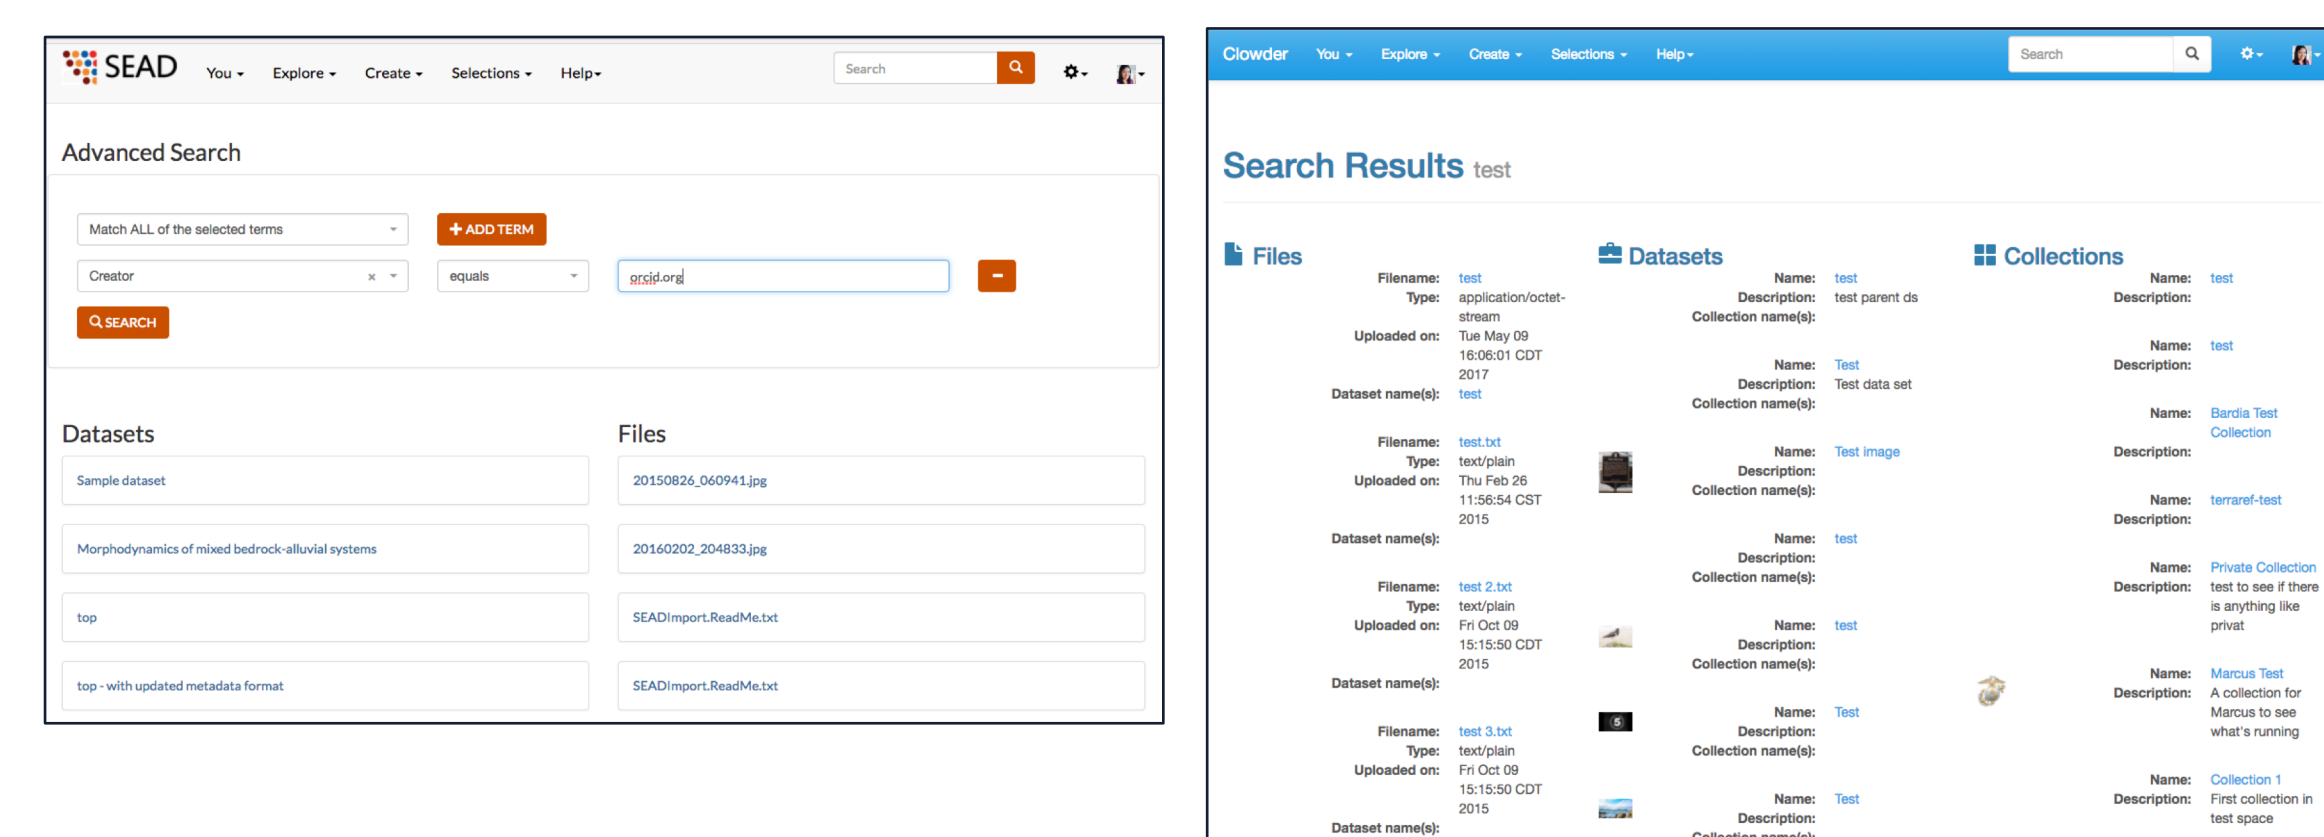 SEAD
You
Explore
Create
Selections
Help
Search
Advanced Search
Match ALL of the selected terms
+ ADD TERM
Creator
×
equals
orcid.org
SEARCH
Datasets
Files
Sample dataset
20150826_060941.jpg
Morphodynamics of mixed bedrock-alluvial systems
20160202_204833.jpg
top
SEADImport.ReadMe.txt
top - with updated metadata format
SEADImport.ReadMe.txt
Clowder
You
Explore
Create
Selections
Help
Search
Search Results test
Files
Filename: test
Type: application/octet-
stream
Uploaded on: Tue May 09
16:06:01 CDT
2017
Dataset name(s): test
Filename: test.txt
Type: text/plain
Uploaded on: Thu Feb 26
11:56:54 CST
2015
Dataset name(s):
Filename: test 2.txt
Type: text/plain
Uploaded on: Fri Oct 09
15:15:50 CDT
2015
Dataset name(s):
Filename: test 3.txt
Type: text/plain
Uploaded on: Fri Oct 09
15:15:50 CDT
2015
Dataset name(s):
Datasets
Name: test
Description: test parent ds
Collection name(s):
Name: Test
Description: Test data set
Collection name(s):
Name: Test image
Description:
Collection name(s):
Name: test
Description:
Collection name(s):
Name: test
Description:
Collection name(s):
5
Name: Test
Description:
Collection name(s):
Name: Test
Description:
Collection name(s):
Collections
Name: test
Description:
Name: test
Description:
Name: Bardia Test
Collection
Description:
Name: terraref-test
Description:
Name: Private Collection
Description: test to see if there
is anything like
privat
Name: Marcus Test
Description: A collection for
Marcus to see
what's running
Name: Collection 1
Description: First collection in
test space